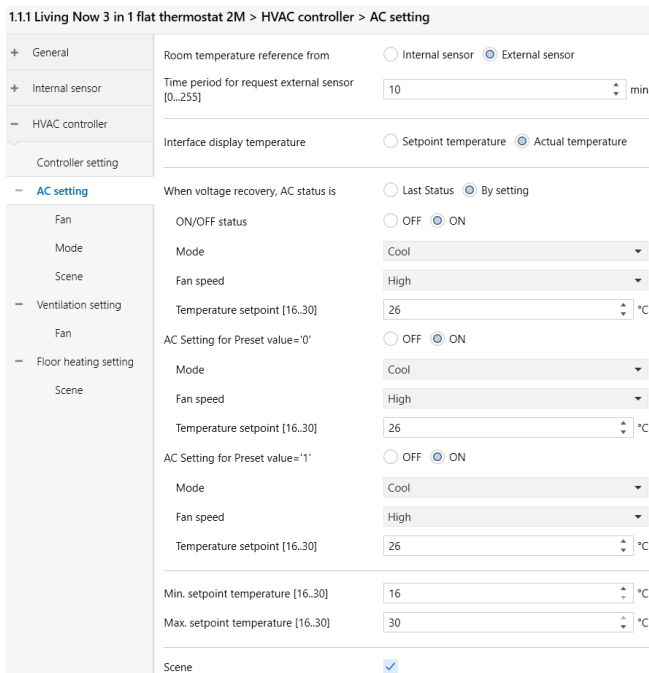 1.1.1 Living Now 3 in 1 flat thermostat 2M > HVAC controller > AC setting
+ General
+ Internal sensor
− HVAC controller
Controller setting
− AC setting
Fan
Mode
Scene
− Ventilation setting
Fan
− Floor heating setting
Scene
Room temperature reference from Internal sensor External sensor
Time period for request external sensor
[0...255] 10 min
Interface display temperature Setpoint temperature Actual temperature
When voltage recovery, AC status is Last Status By setting
ON/OFF status OFF ON
Mode Cool
Fan speed High
Temperature setpoint [16..30] 26 °C
AC Setting for Preset value='0' OFF ON
Mode Cool
Fan speed High
Temperature setpoint [16..30] 26 °C
AC Setting for Preset value='1' OFF ON
Mode Cool
Fan speed High
Temperature setpoint [16..30] 26 °C
Min. setpoint temperature [16..30] 16 °C
Max. setpoint temperature [16..30] 30 °C
Scene